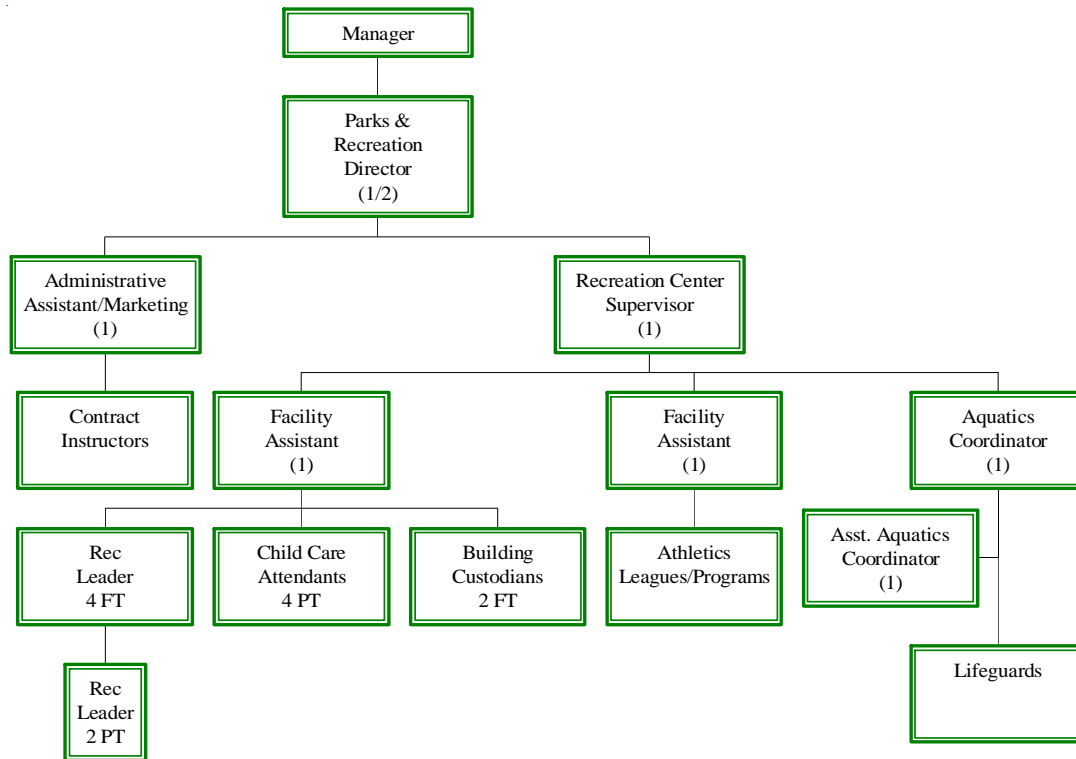 Manager
Parks &
Recreation
Director
(1/2)
Administrative
Assistant/Marketing
(1)
Recreation Center
Supervisor
(1)
Contract
Instructors
Facility
Assistant
(1)
Facility
Assistant
(1)
Aquatics
Coordinator
(1)
Rec
Leader
4 FT
Child Care
Attendants
4 PT
Building
Custodians
2 FT
Athletics
Leagues/Programs
Asst. Aquatics
Coordinator
(1)
Rec
Leader
2 PT
Lifeguards